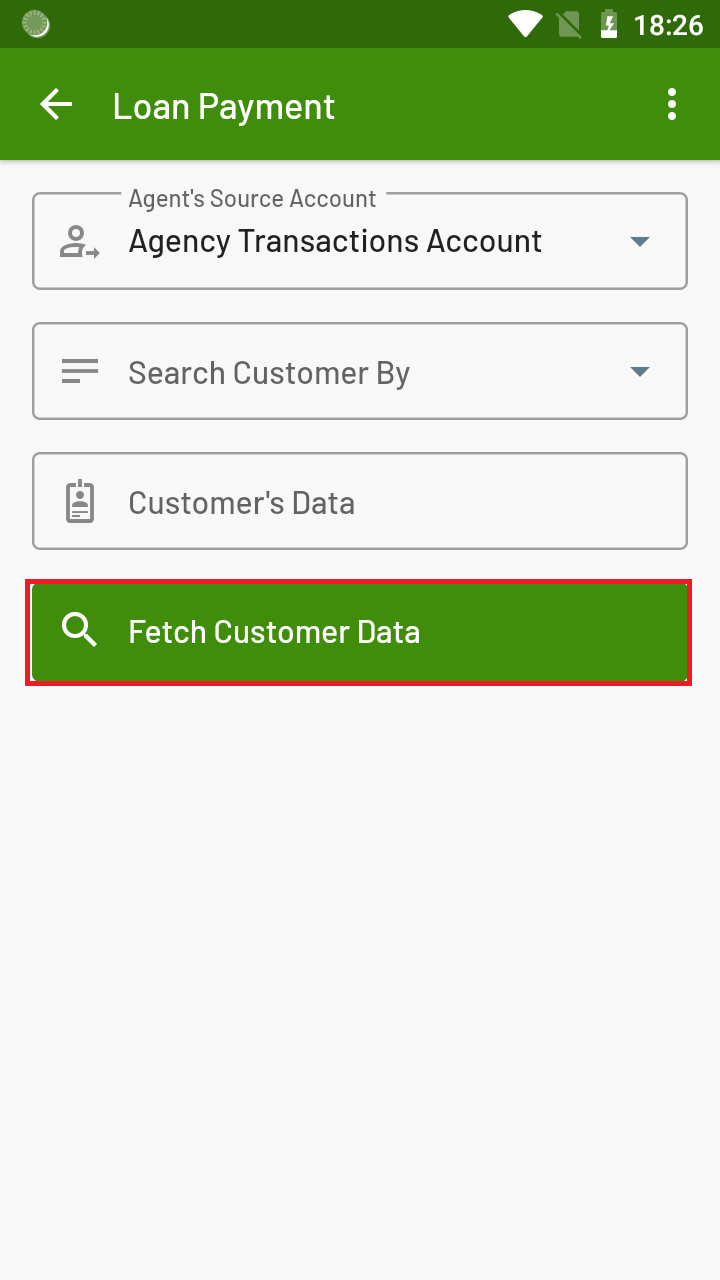 18:26
Loan Payment
Agent's Source Account
Agency Transactions Account
Search Customer By
Customer's Data
Fetch Customer Data